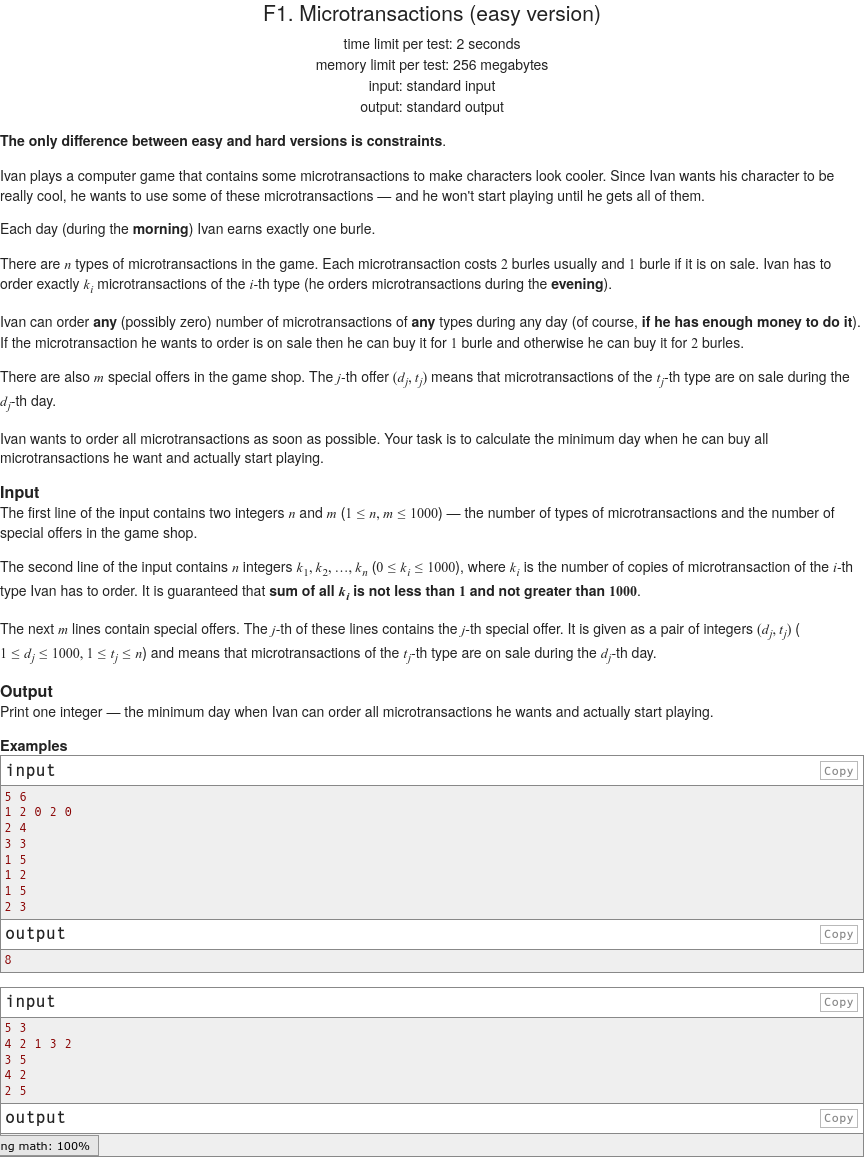 F1. Microtransactions (easy version)
time limit per test: 2 seconds
memory limit per test: 256 megabytes
input: standard input
output: standard output
The only difference between easy and hard versions is constraints.
Ivan plays a computer game that contains some microtransactions to make characters look cooler. Since Ivan wants his character to be
really cool, he wants to use some of these microtransactions — and he won't start playing until he gets all of them.
Each day (during the morning) Ivan earns exactly one burle.
There are n types of microtransactions in the game. Each microtransaction costs 2 burles usually and 1 burle if it is on sale. Ivan has to
order exactly k_i microtransactions of the i-th type (he orders microtransactions during the evening).
Ivan can order any (possibly zero) number of microtransactions of any types during any day (of course, if he has enough money to do it).
If the microtransaction he wants to order is on sale then he can buy it for 1 burle and otherwise he can buy it for 2 burles.
There are also m special offers in the game shop. The j-th offer (d_j, t_j) means that microtransactions of the t_j-th type are on sale during the
d_j-th day.
Ivan wants to order all microtransactions as soon as possible. Your task is to calculate the minimum day when he can buy all
microtransactions he want and actually start playing.
Input
The first line of the input contains two integers n and m (1 ≤ n, m ≤ 1000) — the number of types of microtransactions and the number of
special offers in the game shop.
The second line of the input contains n integers k_1, k_2, …, k_n (0 ≤ k_i ≤ 1000), where k_i is the number of copies of microtransaction of the i-th
type Ivan has to order. It is guaranteed that sum of all k_i is not less than 1 and not greater than 1000.
The next m lines contain special offers. The j-th of these lines contains the j-th special offer. It is given as a pair of integers (d_j, t_j) (
1 ≤ d_j ≤ 1000, 1 ≤ t_j ≤ n) and means that microtransactions of the t_j-th type are on sale during the d_j-th day.
Output
Print one integer — the minimum day when Ivan can order all microtransactions he wants and actually start playing.
Examples
input Copy
5 6
1 2 0 2 0
2 4
3 3
1 5
1 2
1 5
2 3
output Copy
8
input Copy
5 3
4 2 1 3 2
3 5
4 2
2 5
output Copy
ng math: 100%